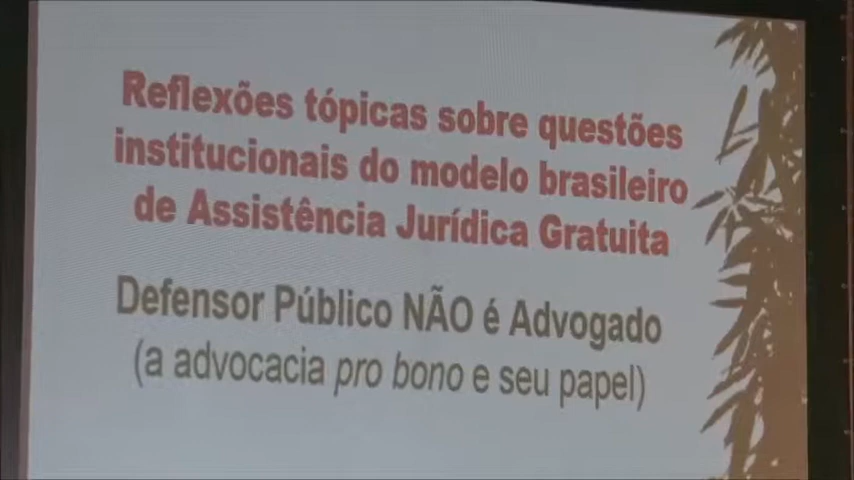 Reflexões tópicas sobre questões
institucionais do modelo brasileiro
de Assistência Jurídica Gratuita
Defensor Público NÃO é Advogado
(a advocacia pro bono e seu papel)